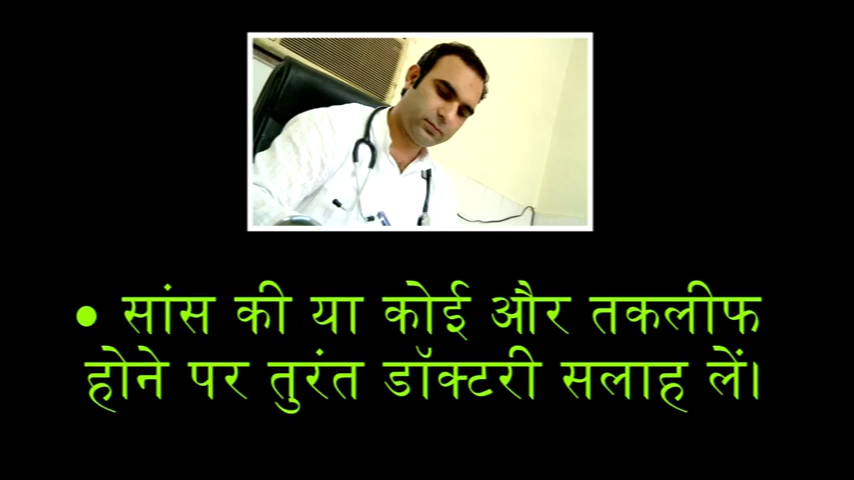 • सांस की या कोई और तकलीफ
होने पर तुरंत डॉक्टरी सलाह लें।